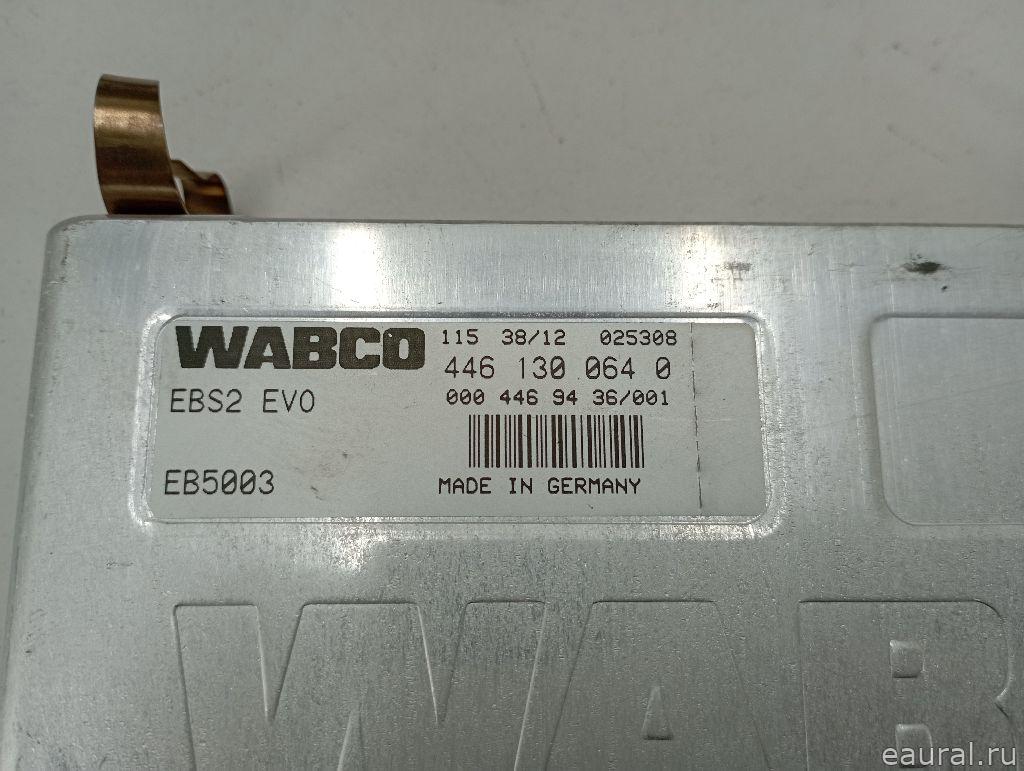 WABCO 115 38/12 025308
446 130 064 0
EBS2 EVO 000 446 94 36/001
EB5003 MADE IN GERMANY
WAB
eaural.ru